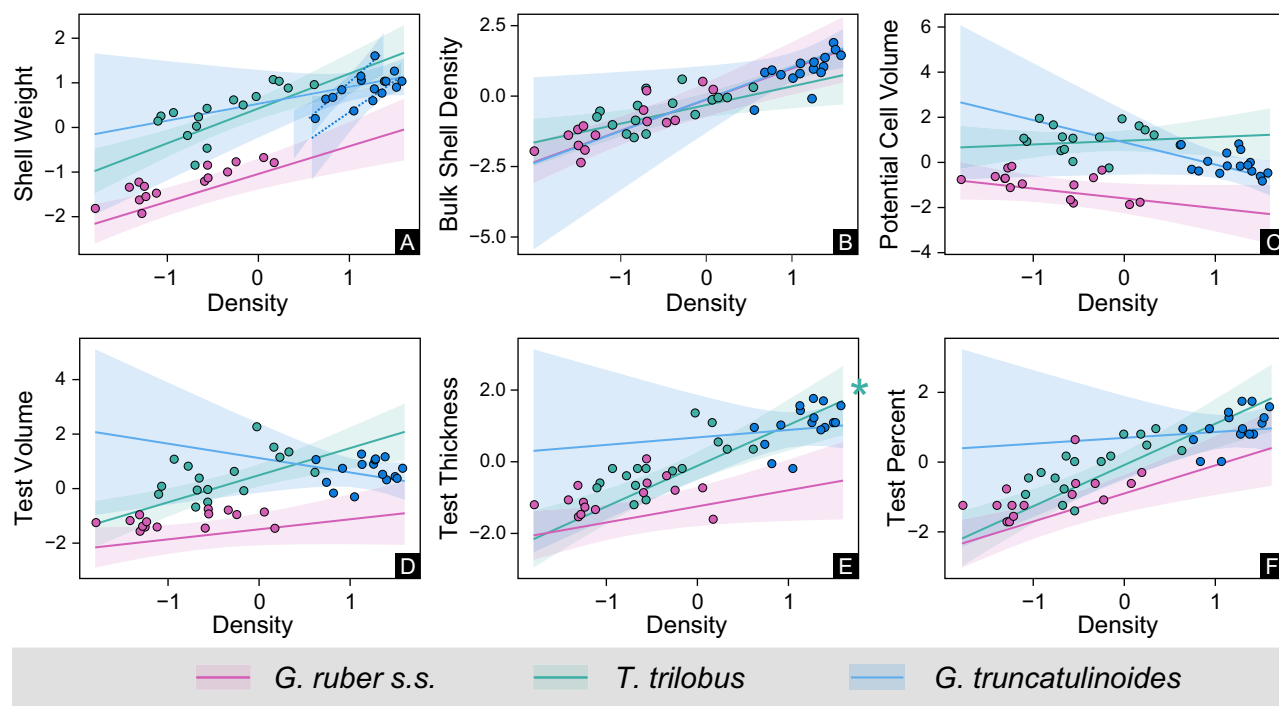 Shell Weight
2
1
0
−1
−2
−1
0
1
Density
A
Bulk Shell Density
2.5
0.0
−2.5
−5.0
−1
0
1
Density
B
Potential Cell Volume
6
4
2
0
−2
−4
−1
0
1
Density
C
Test Volume
4
2
0
−2
−1
0
1
Density
D
Test Thickness
2.0
0.0
−2.0
−1
0
1
Density
E
*
Test Percent
2
0
−2
−1
0
1
Density
F
G. ruber s.s.
T. trilobus
G. truncatulinoides